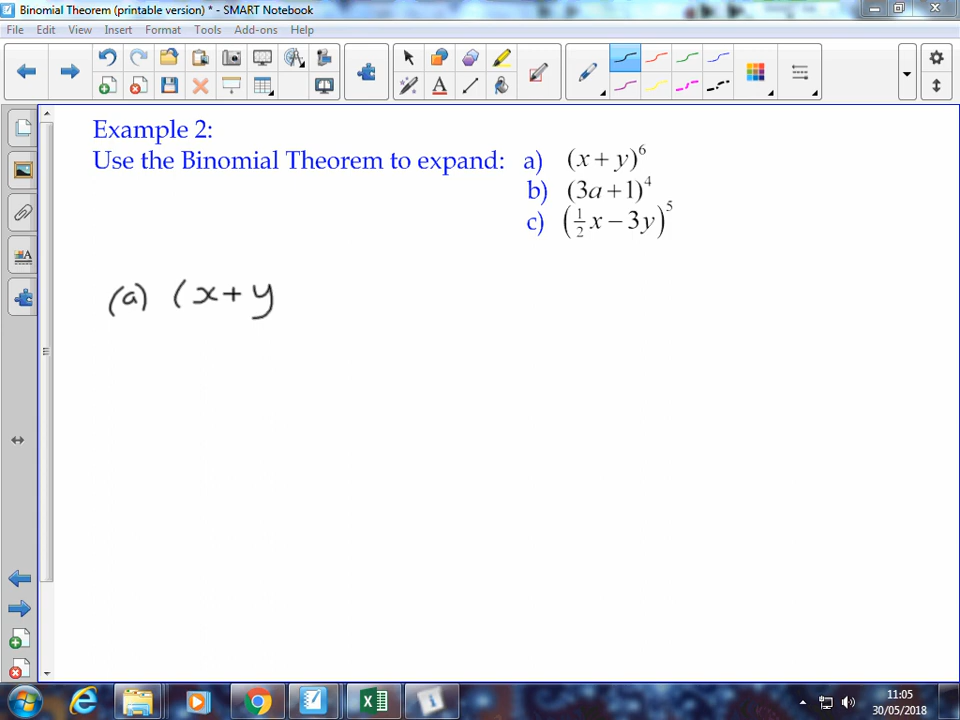 Binomial Theorem (printable version) * - SMART Notebook
File Edit View Insert Format Tools Add-ons Help
Example 2:
Use the Binomial Theorem to expand: a) (x + y)⁶
b) (3a + 1)⁴
c) (½x − 3y)⁵
(a) (x + y
11:05
30/05/2018